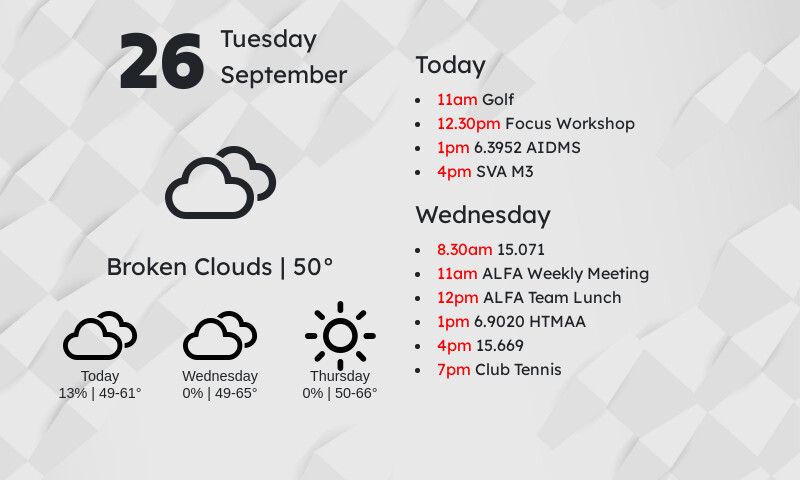 26
Tuesday
September
Broken Clouds | 50°
Today
13% | 49-61°
Wednesday
0% | 49-65°
Thursday
0% | 50-66°
Today
11am Golf
12.30pm Focus Workshop
1pm 6.3952 AIDMS
4pm SVA M3
Wednesday
8.30am 15.071
11am ALFA Weekly Meeting
12pm ALFA Team Lunch
1pm 6.9020 HTMAA
4pm 15.669
7pm Club Tennis